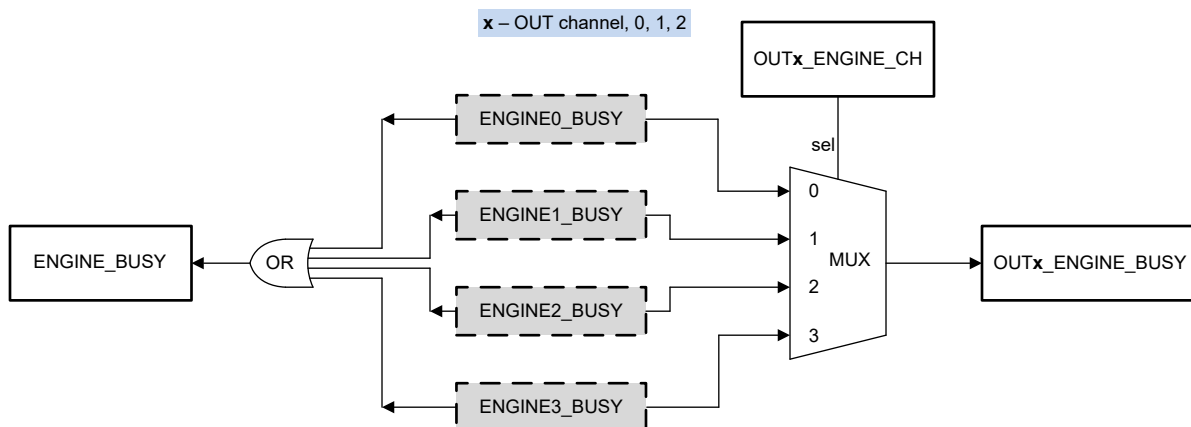 x – OUT channel, 0, 1, 2
OUTx_ENGINE_CH
ENGINE0_BUSY
sel
0
ENGINE1_BUSY
1
ENGINE_BUSY
OR
MUX
OUTx_ENGINE_BUSY
2
ENGINE2_BUSY
3
ENGINE3_BUSY